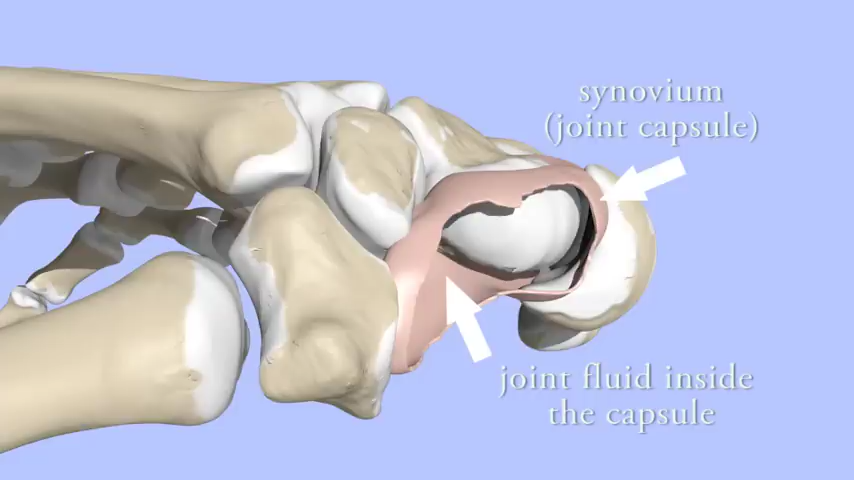 synovium
(joint capsule)
joint fluid inside
the capsule